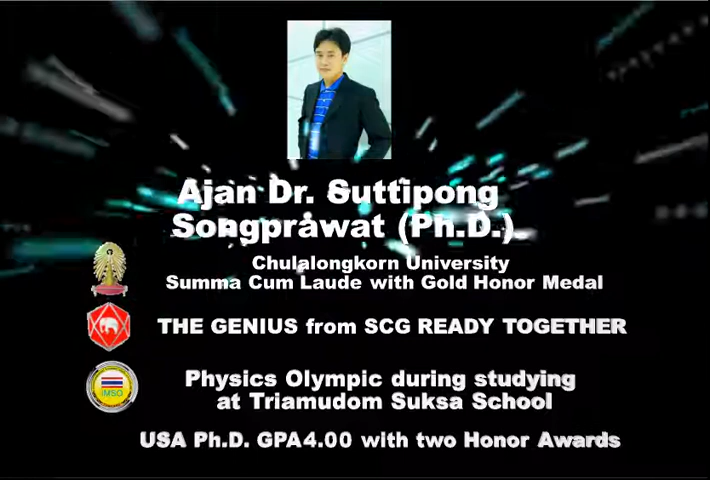 Ajan Dr. Suttipong
Songprawat (Ph.D.)
Chulalongkorn University
Summa Cum Laude with Gold Honor Medal
THE GENIUS from SCG READY TOGETHER
Physics Olympic during studying
at Triamudom Suksa School
IMSO
USA Ph.D. GPA4.00 with two Honor Awards